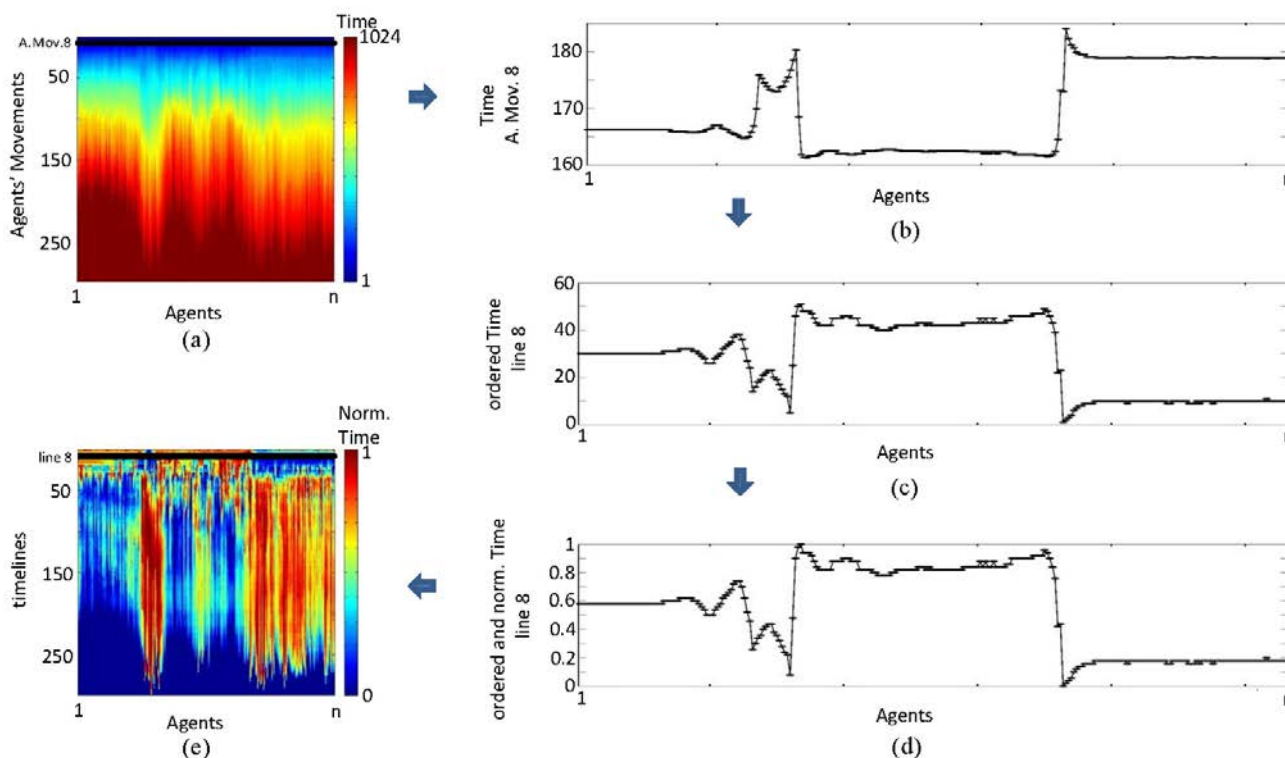 Time
A. Mov.8
1024
50
150
250
Agents' Movements
1
1
n
Agents
(a)
180
170
160
Time
A. Mov. 8
1
Agents
(b)
60
40
20
0
ordered Time
line 8
1
Agents
(c)
1
0.8
0.6
0.4
0.2
0
ordered and norm. Time
line 8
1
Agents
(d)
Norm.
Time
line 8
1
50
150
250
timelines
0
1
n
Agents
(e)